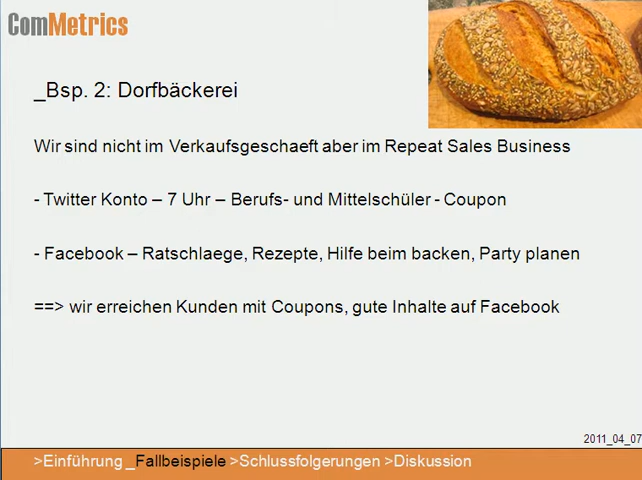 ComMetrics
_Bsp. 2: Dorfbäckerei
Wir sind nicht im Verkaufsgeschaeft aber im Repeat Sales Business
- Twitter Konto – 7 Uhr – Berufs- und Mittelschüler - Coupon
- Facebook – Ratschlaege, Rezepte, Hilfe beim backen, Party planen
==> wir erreichen Kunden mit Coupons, gute Inhalte auf Facebook
2011_04_07
>Einführung _Fallbeispiele >Schlussfolgerungen >Diskussion